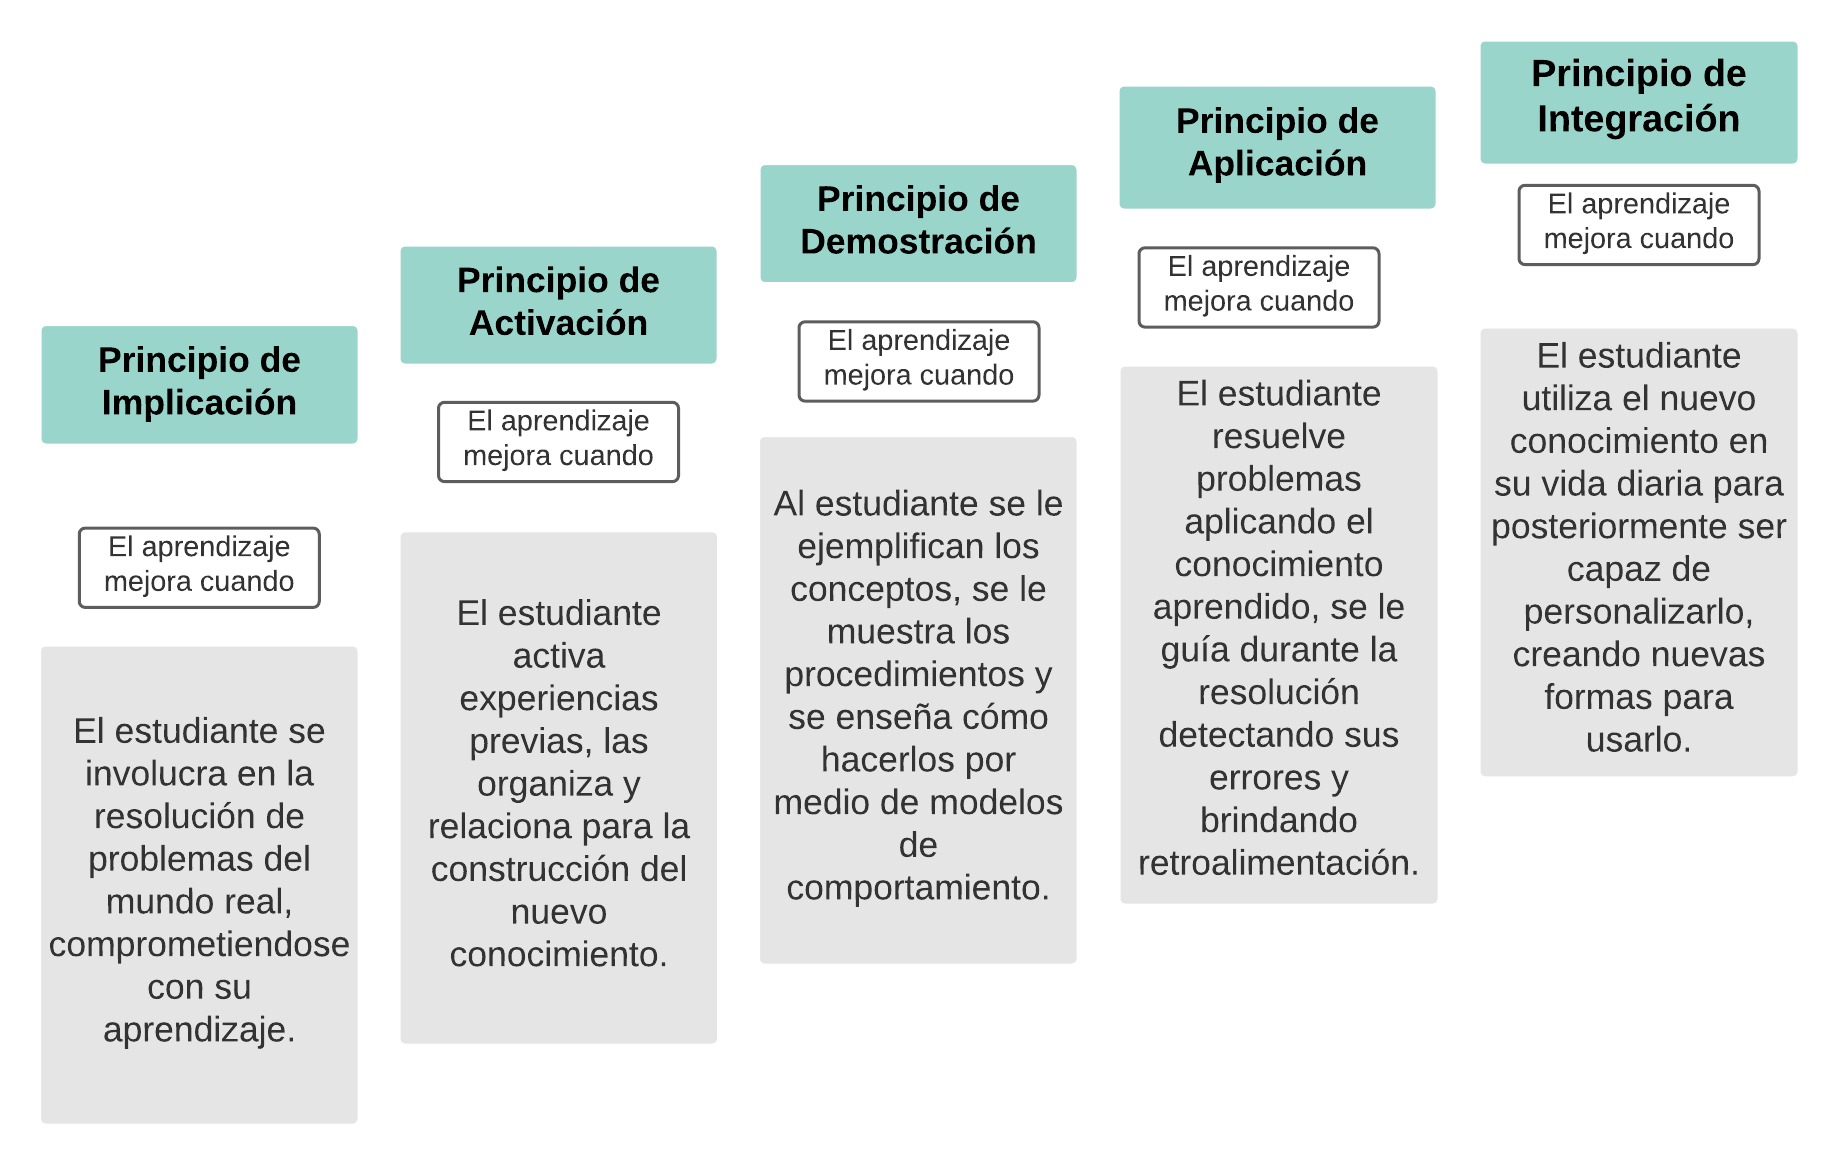 Principio de
Implicación
El aprendizaje
mejora cuando
El estudiante se
involucra en la
resolución de
problemas del
mundo real,
comprometiendose
con su
aprendizaje.
Principio de
Activación
El aprendizaje
mejora cuando
El estudiante
activa
experiencias
previas, las
organiza y
relaciona para la
construcción del
nuevo
conocimiento.
Principio de
Demostración
El aprendizaje
mejora cuando
Al estudiante se le
ejemplifican los
conceptos, se le
muestra los
procedimientos y
se enseña cómo
hacerlos por
medio de modelos
de
comportamiento.
Principio de
Aplicación
El aprendizaje
mejora cuando
El estudiante
resuelve
problemas
aplicando el
conocimiento
aprendido, se le
guía durante la
resolución
detectando sus
errores y
brindando
retroalimentación.
Principio de
Integración
El aprendizaje
mejora cuando
El estudiante
utiliza el nuevo
conocimiento en
su vida diaria para
posteriormente ser
capaz de
personalizarlo,
creando nuevas
formas para
usarlo.